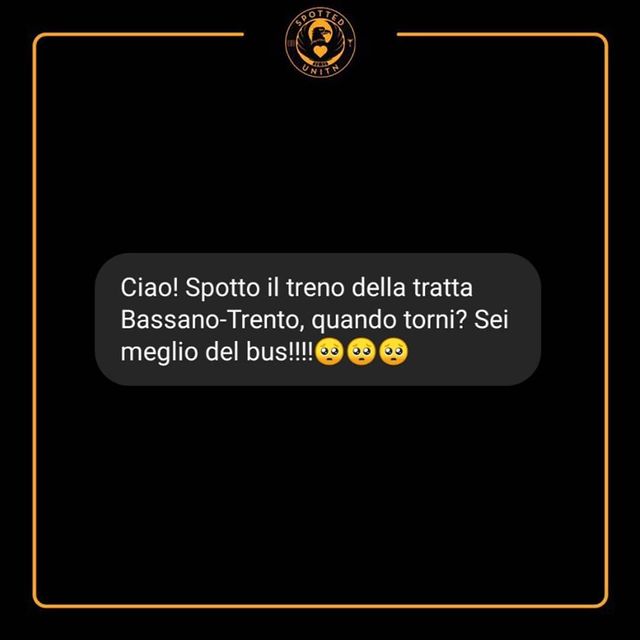 SPOTTED
UNITN
Ciao! Spotto il treno della tratta
Bassano-Trento, quando torni? Sei
meglio del bus!!!!🥺🥺🥺